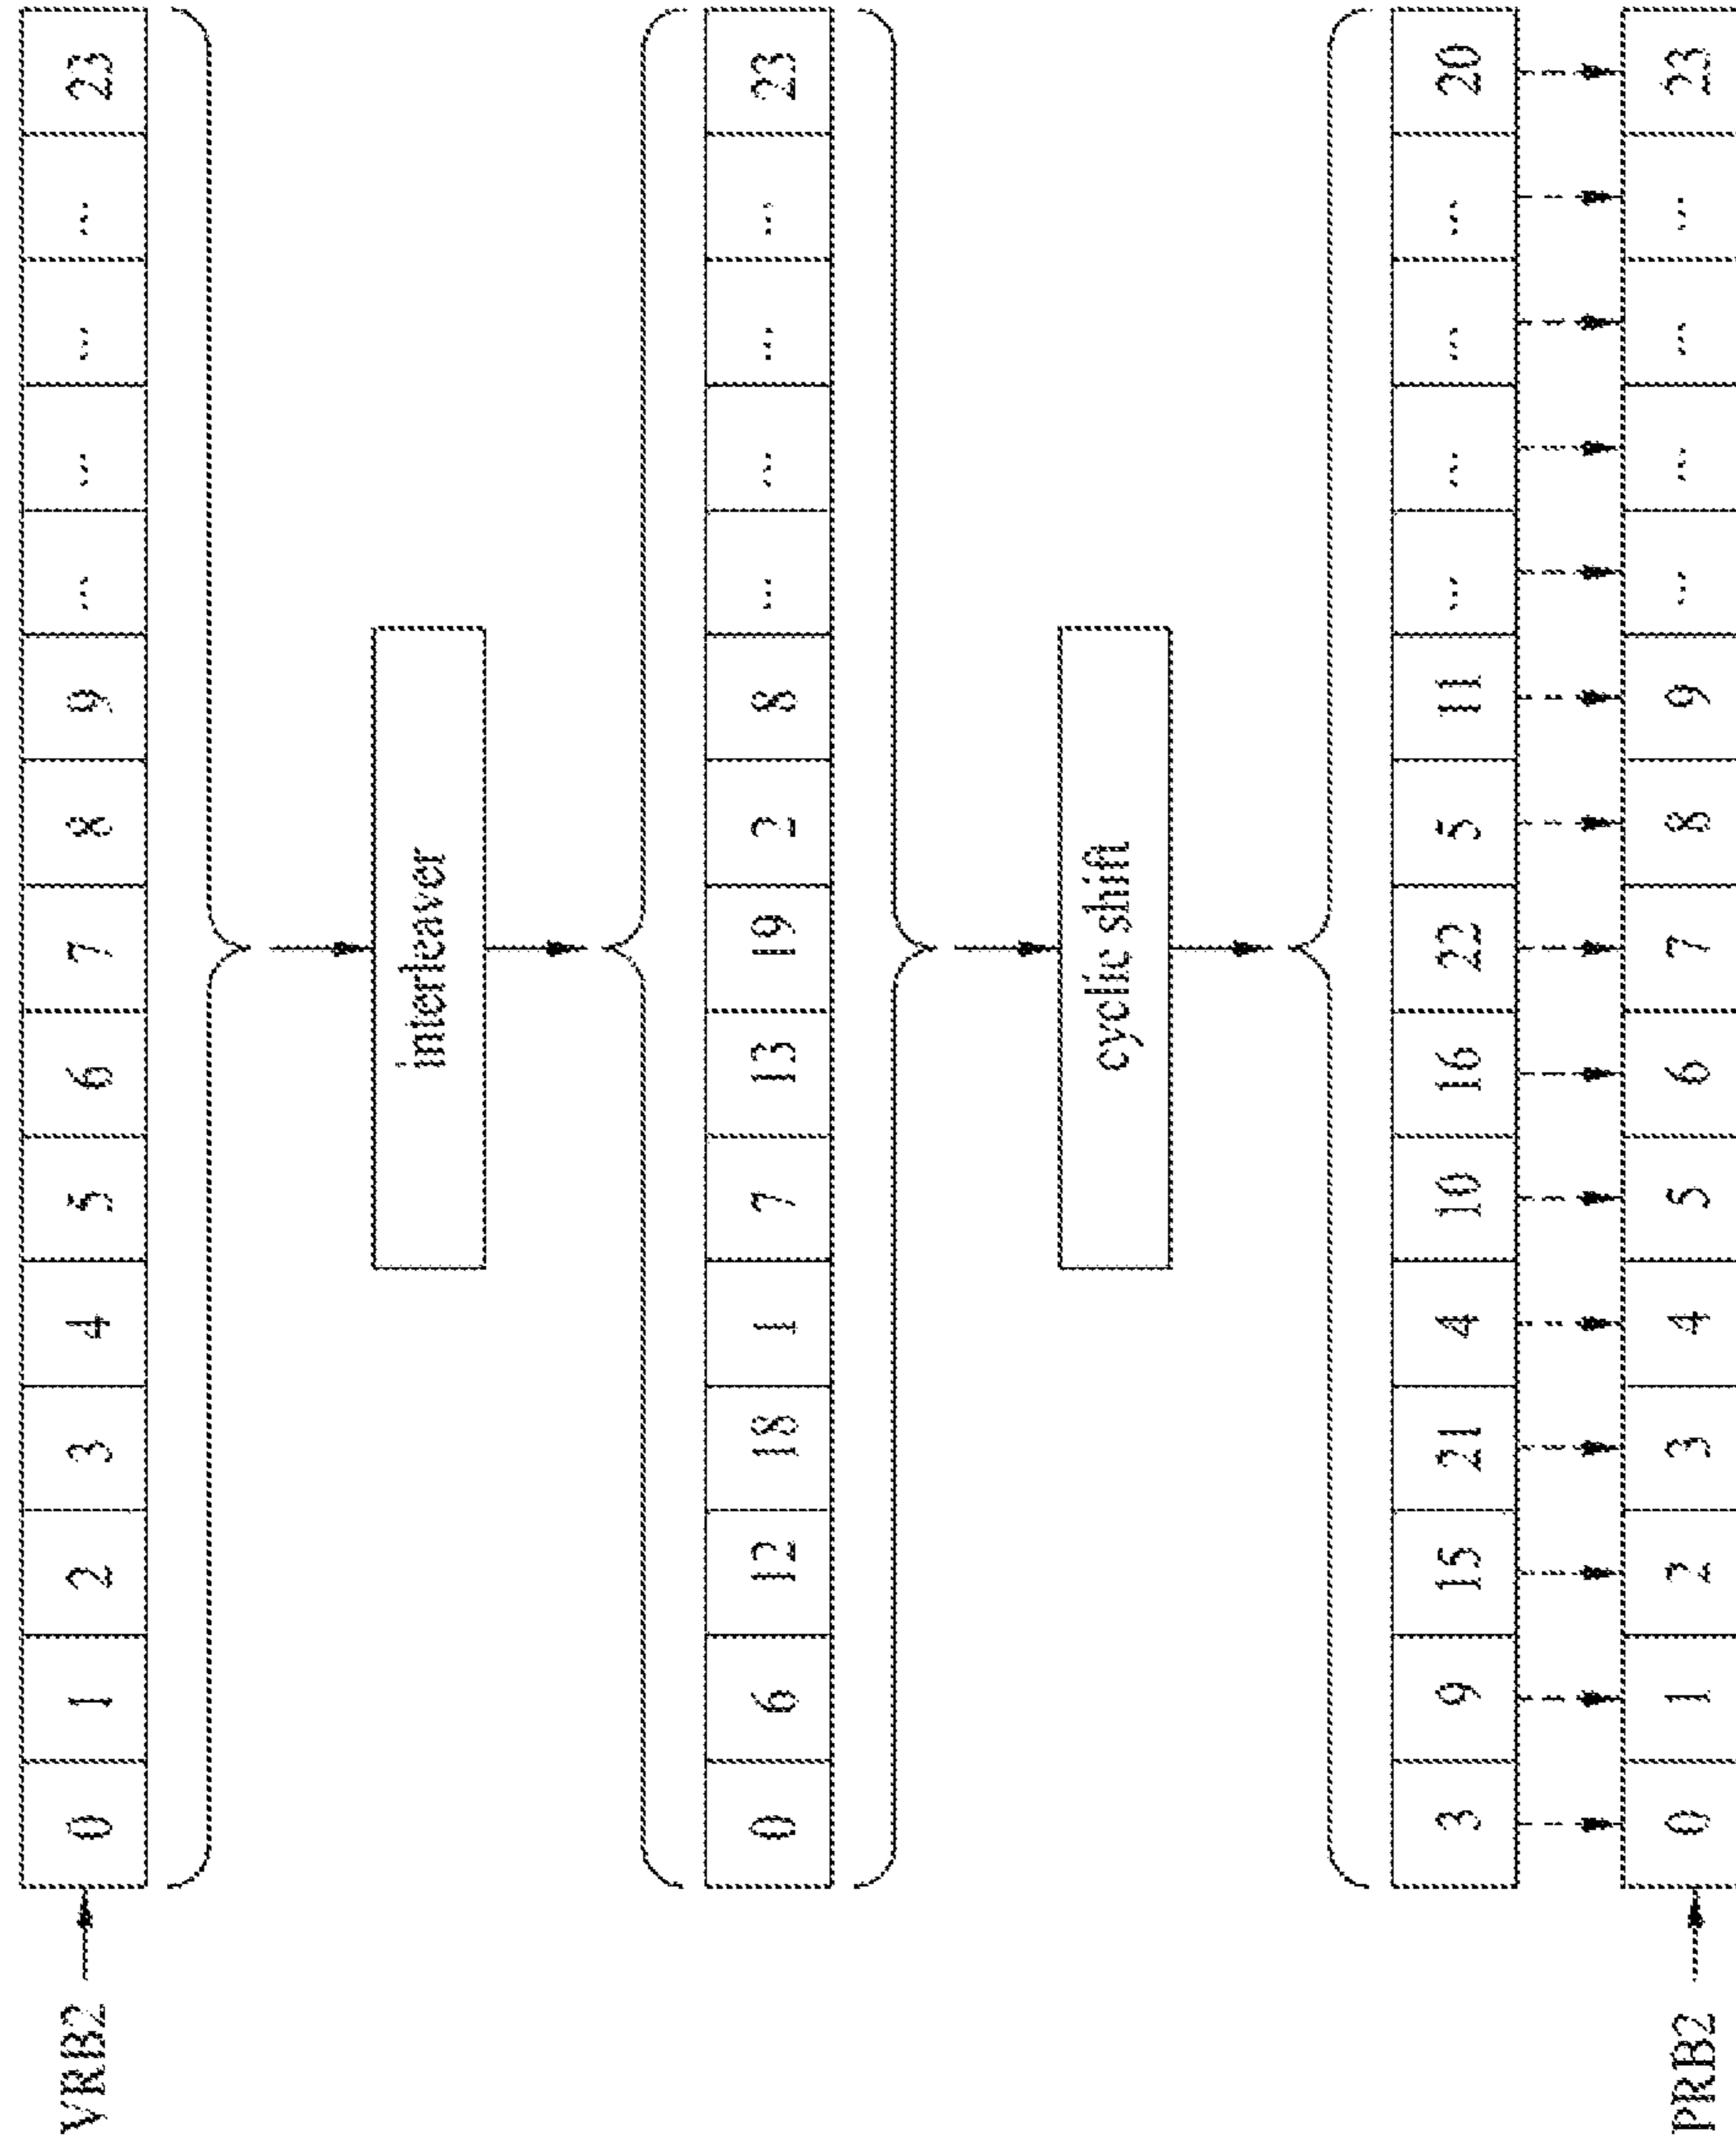 VRB2 0 1 2 3 4 5 6 7 8 9 ... ... ... ... 23
interleaver
0 6 12 18 1 7 13 19 2 8 ... ... ... ... 23
cyclic shift
3 9 15 21 4 10 16 22 5 11 ... ... ... ... 20
PRB2 0 1 2 3 4 5 6 7 8 9 ... ... ... ... 23